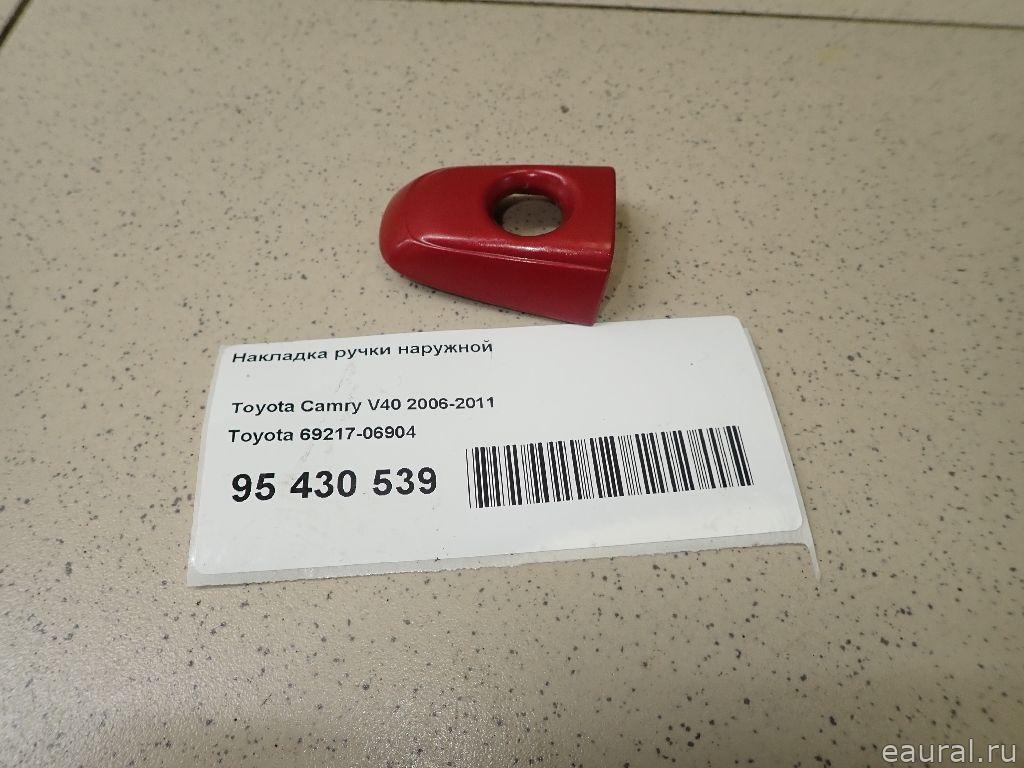 Накладка ручки наружной
Toyota Camry V40 2006-2011
Toyota 69217-06904
95 430 539
eaural.ru